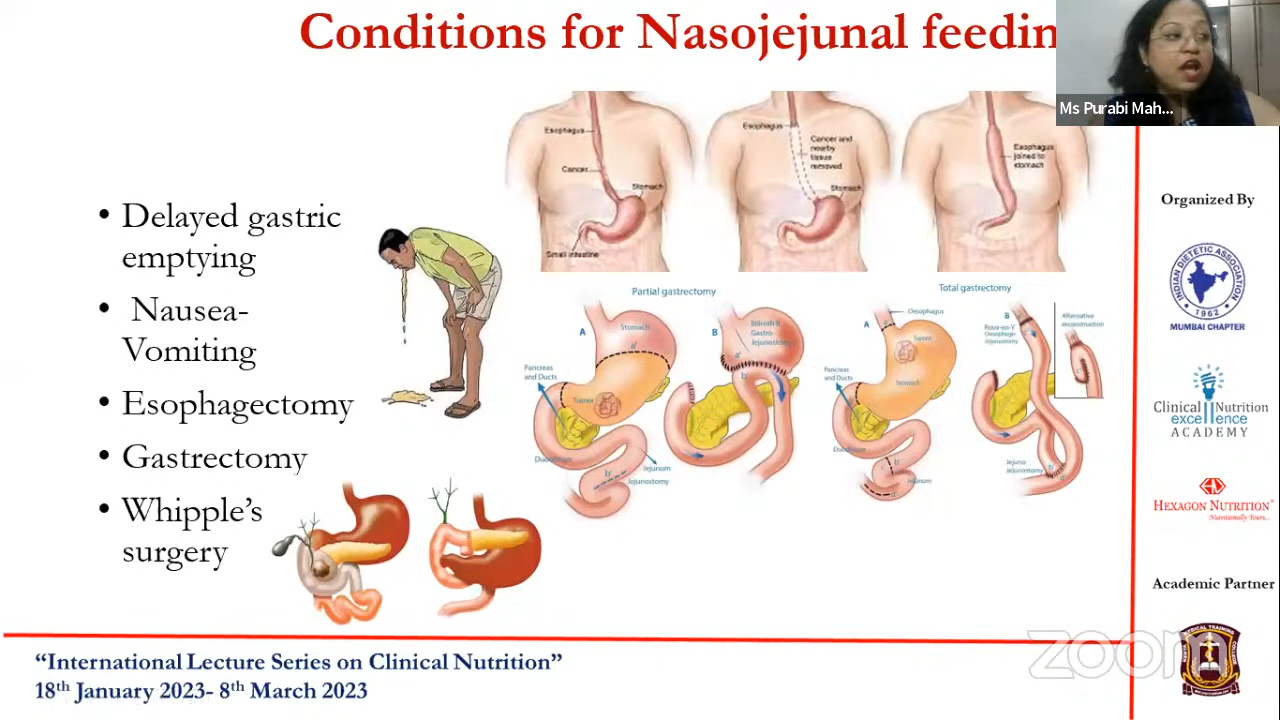 Conditions for Nasojejunal feedin
Ms Purabi Mah...
Esophagus
Cancer
Stomach
Small intestine
Esophagus
Cancer and
nearby
tissue
removed
Stomach
Esophagus
joined to
stomach
• Delayed gastric
emptying
• Nausea-
Vomiting
• Esophagectomy
• Gastrectomy
• Whipple's
surgery
Partial gastrectomy
A
Stomach
a'
Pancreas
and Ducts
Tumor
Duodenum
b'
Jejunum
Jejunostomy
B
Billroth II
Gastro-
Jejunostomy
a'
b'
Total gastrectomy
A
Oesophagus
Tumor
Stomach
Pancreas
and Ducts
Duodenum
b'
Jejunum
B
Roux-en-Y
Oesophago-
Jejunostomy
Jejuno-
Jejunostomy
Alternative
reconstruction
c
Organized By
INDIAN DIETETIC ASSOCIATION
1962
MUMBAI CHAPTER
Clinical Nutrition
excellence
ACADEMY
HEXAGON NUTRITION
Nutritionally Yours...
Academic Partner
zoom
"International Lecture Series on Clinical Nutrition"
18th January 2023- 8th March 2023